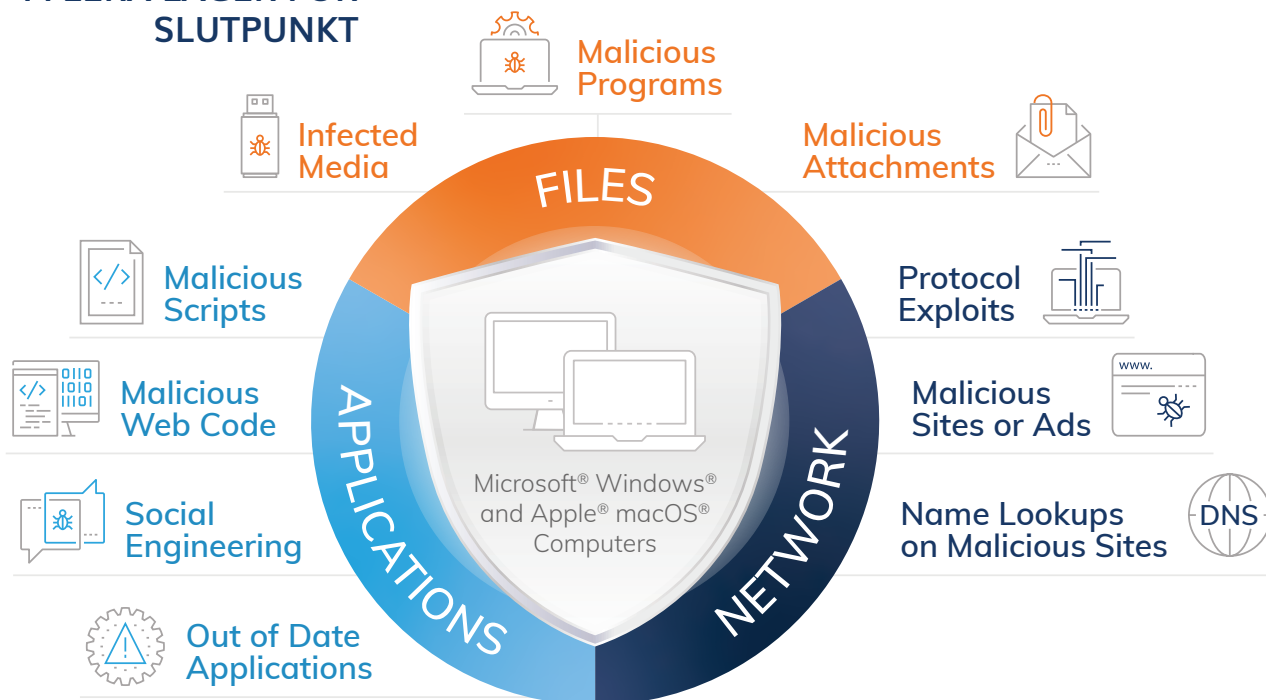 SLUTPUNKT
Malicious
Programs
Infected
Media
Malicious
Attachments
FILES
Malicious
Scripts
Protocol
Exploits
Malicious
Web Code
www.
Malicious
Sites or Ads
APPLICATIONS
NETWORK
Microsoft® Windows®
and Apple® macOS®
Computers
Social
Engineering
Name Lookups
on Malicious Sites
DNS
Out of Date
Applications